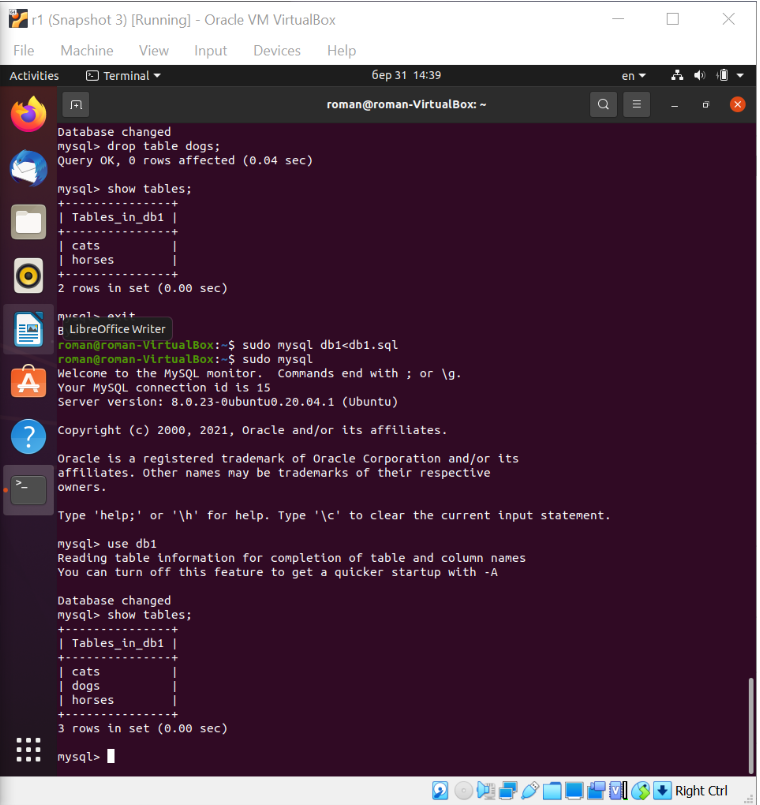 r1 (Snapshot 3) [Running] - Oracle VM VirtualBox
File Machine View Input Devices Help
Activities Terminal бер 31 14:39 en
roman@roman-VirtualBox: ~
Database changed
mysql> drop table dogs;
Query OK, 0 rows affected (0.04 sec)
mysql> show tables;
+---------------+
| Tables_in_db1 |
+---------------+
| cats          |
| horses        |
+---------------+
2 rows in set (0.00 sec)
mysql> exit
B
LibreOffice Writer
roman@roman-VirtualBox:~$ sudo mysql db1<db1.sql
roman@roman-VirtualBox:~$ sudo mysql
Welcome to the MySQL monitor.  Commands end with ; or \g.
Your MySQL connection id is 15
Server version: 8.0.23-0ubuntu0.20.04.1 (Ubuntu)
Copyright (c) 2000, 2021, Oracle and/or its affiliates.
Oracle is a registered trademark of Oracle Corporation and/or its
affiliates. Other names may be trademarks of their respective
owners.
Type 'help;' or '\h' for help. Type '\c' to clear the current input statement.
mysql> use db1
Reading table information for completion of table and column names
You can turn off this feature to get a quicker startup with -A
Database changed
mysql> show tables;
+---------------+
| Tables_in_db1 |
+---------------+
| cats          |
| dogs          |
| horses        |
+---------------+
3 rows in set (0.00 sec)
mysql>
Right Ctrl